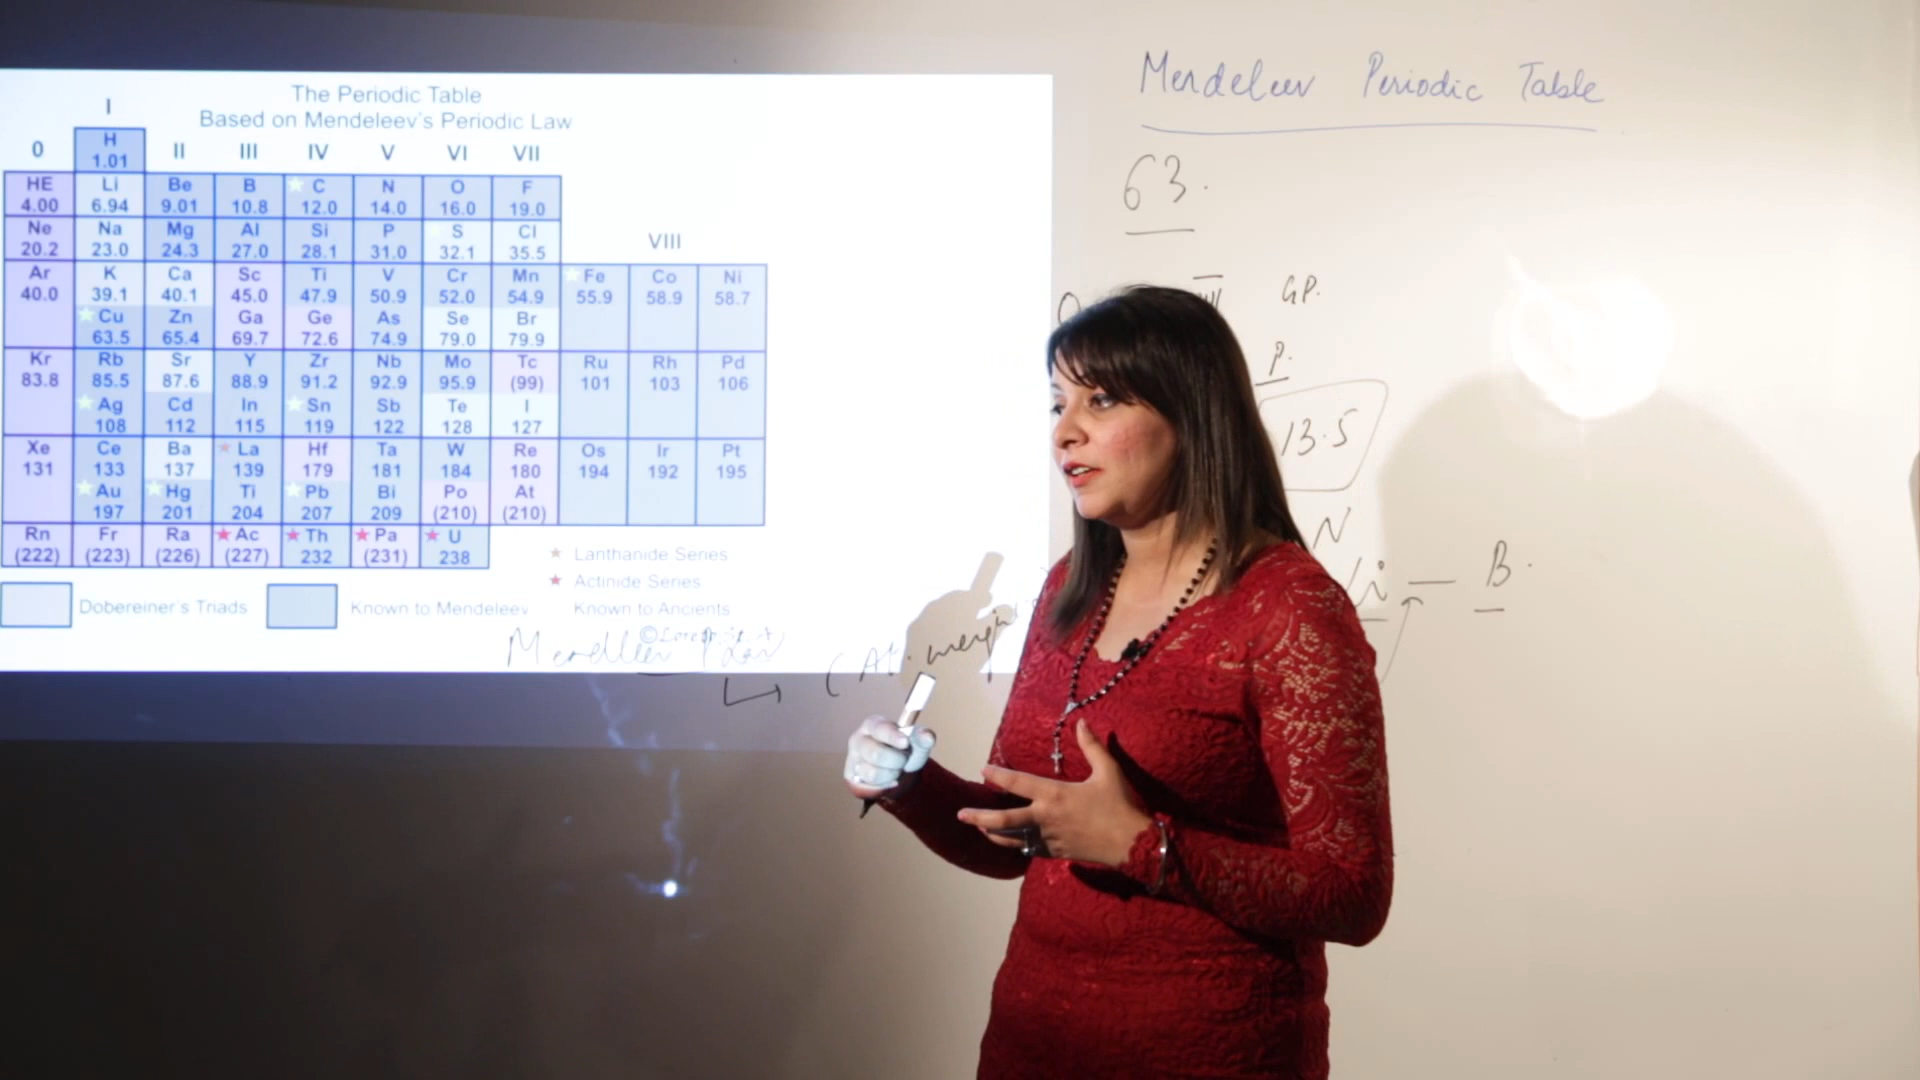 The Periodic Table
Based on Mendeleev's Periodic Law
0 I II III IV V VI VII VIII
H
1.01
HE Li Be B C N O F
4.00 6.94 9.01 10.8 12.0 14.0 16.0 19.0
Ne Na Mg Al Si P S Cl
20.2 23.0 24.3 27.0 28.1 31.0 32.1 35.5
Ar K Ca Sc Ti V Cr Mn Fe Co Ni
40.0 39.1 40.1 45.0 47.9 50.9 52.0 54.9 55.9 58.9 58.7
Cu Zn Ga Ge As Se Br
63.5 65.4 69.7 72.6 74.9 79.0 79.9
Kr Rb Sr Y Zr Nb Mo Tc Ru Rh Pd
83.8 85.5 87.6 88.9 91.2 92.9 95.9 (99) 101 103 106
Ag Cd In Sn Sb Te I
108 112 115 119 122 128 127
Xe Ce Ba La Hf Ta W Re Os Ir Pt
131 133 137 139 179 181 184 180 194 192 195
Au Hg Ti Pb Bi Po At
197 201 204 207 209 (210) (210)
Rn Fr Ra Ac Th Pa U
(222) (223) (226) (227) 232 (231) 238
Lanthanide Series
Actinide Series
Dobereiner's Triads Known to Mendeleev Known to Ancients
(At.
Mendeleev Periodic Table
63.
GP.
P.
13.5
N
i — B.